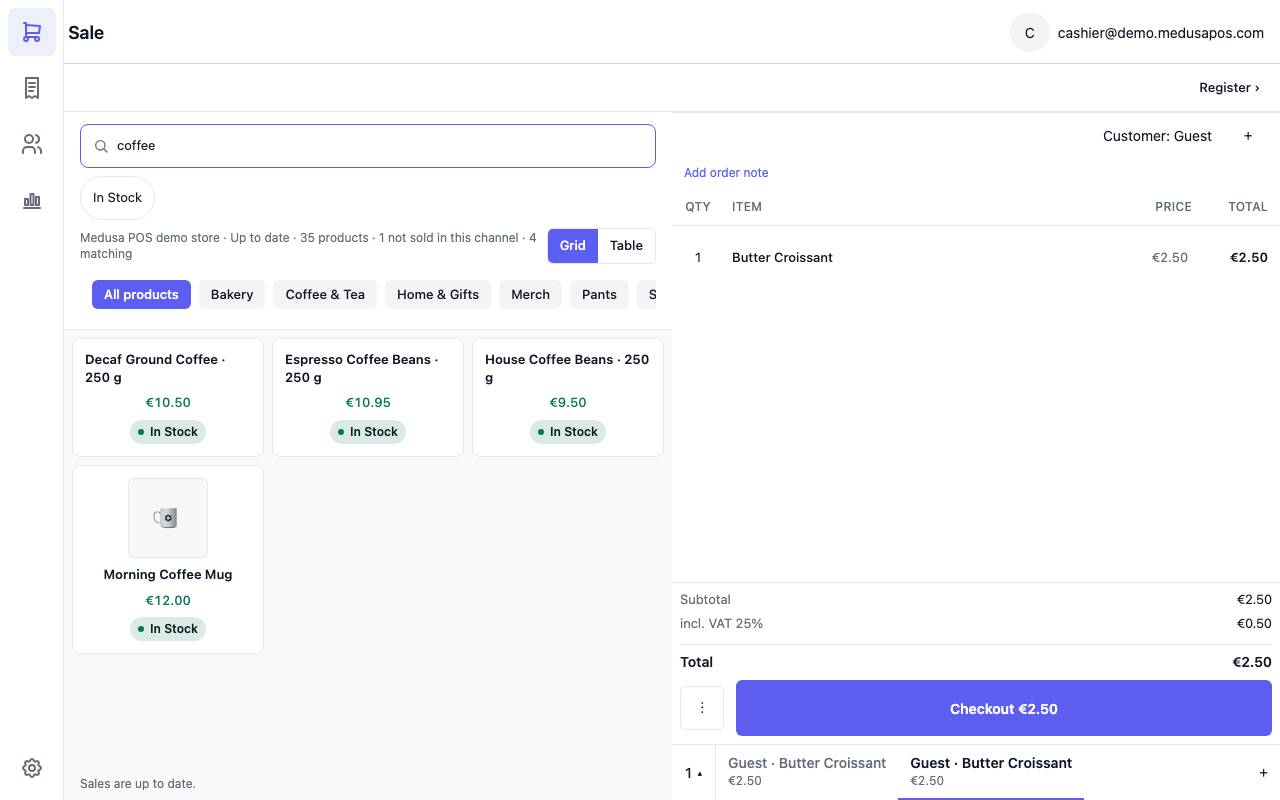 Sale
C
cashier@demo.medusapos.com
Register ›
coffee
In Stock
Medusa POS demo store · Up to date · 35 products · 1 not sold in this channel · 4
matching
Grid
Table
All products
Bakery
Coffee & Tea
Home & Gifts
Merch
Pants
S
Decaf Ground Coffee ·
250 g
€10.50
In Stock
Espresso Coffee Beans ·
250 g
€10.95
In Stock
House Coffee Beans · 250
g
€9.50
In Stock
Morning Coffee Mug
€12.00
In Stock
Sales are up to date.
Customer: Guest
+
Add order note
QTY ITEM PRICE TOTAL
1 Butter Croissant €2.50 €2.50
Subtotal €2.50
incl. VAT 25% €0.50
Total €2.50
⋮
Checkout €2.50
1 ▴
Guest · Butter Croissant
€2.50
Guest · Butter Croissant
€2.50
+